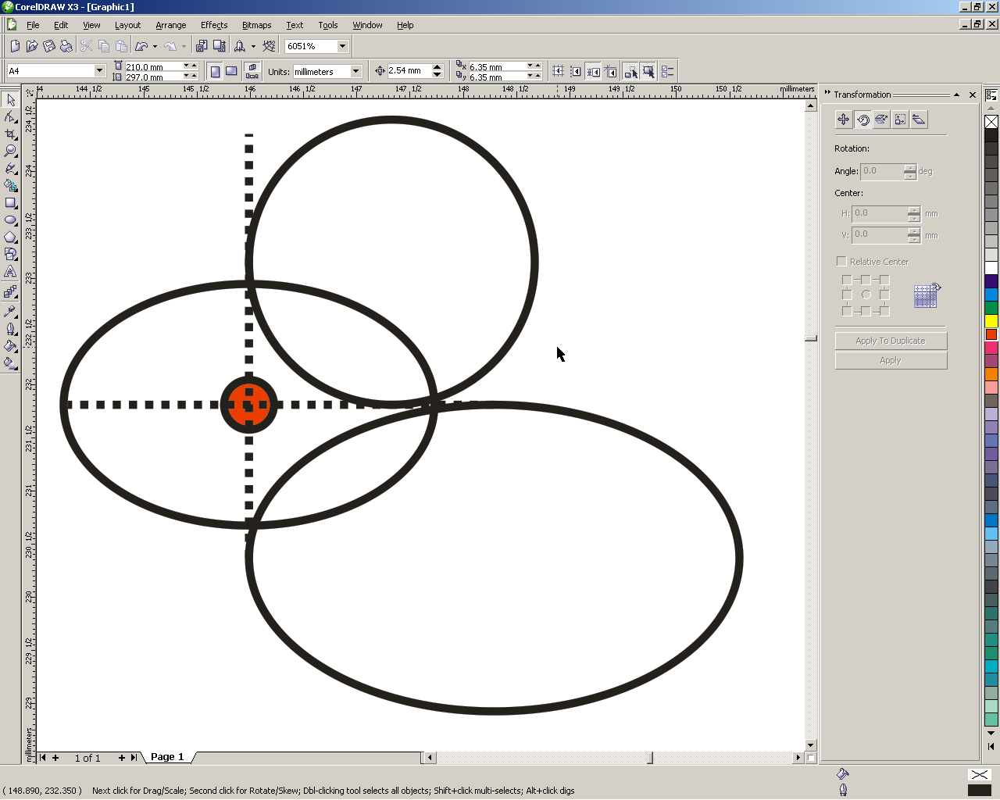 CorelDRAW X3 - [Graphic1]
File Edit View Layout Arrange Effects Bitmaps Text Tools Window Help
6051%
A4 210.0 mm 297.0 mm Units: millimeters 2.54 mm 6.35 mm 6.35 mm
44 144 1/2 145 145 1/2 146 146 1/2 147 147 1/2 148 148 1/2 149 149 1/2 150 150 1/2 millimeters
234 1/2
234
233 1/2
233
232 1/2
232
231 1/2
231
230 1/2
230
229 1/2
229
millimeters
Transformation
Rotation:
Angle: 0.0 deg
Center:
H: 0.0 mm
V: 0.0 mm
Relative Center
Apply To Duplicate
Apply
1 of 1 Page 1
( 148.890, 232.350 ) Next click for Drag/Scale; Second click for Rotate/Skew; Dbl-clicking tool selects all objects; Shift+click multi-selects; Alt+click digs